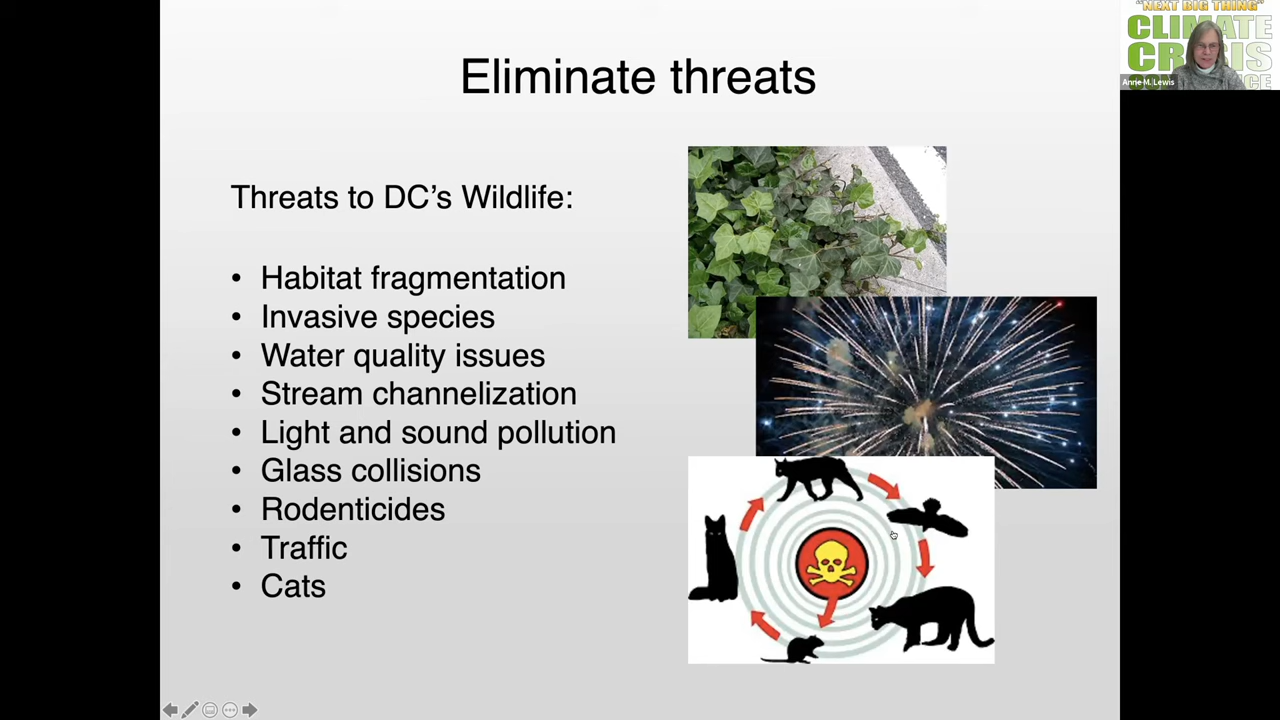 "NEXT BIG THING"
CLIMATE
CRISIS
Anne M. Lewis
Eliminate threats
Threats to DC's Wildlife:
• Habitat fragmentation
• Invasive species
• Water quality issues
• Stream channelization
• Light and sound pollution
• Glass collisions
• Rodenticides
• Traffic
• Cats